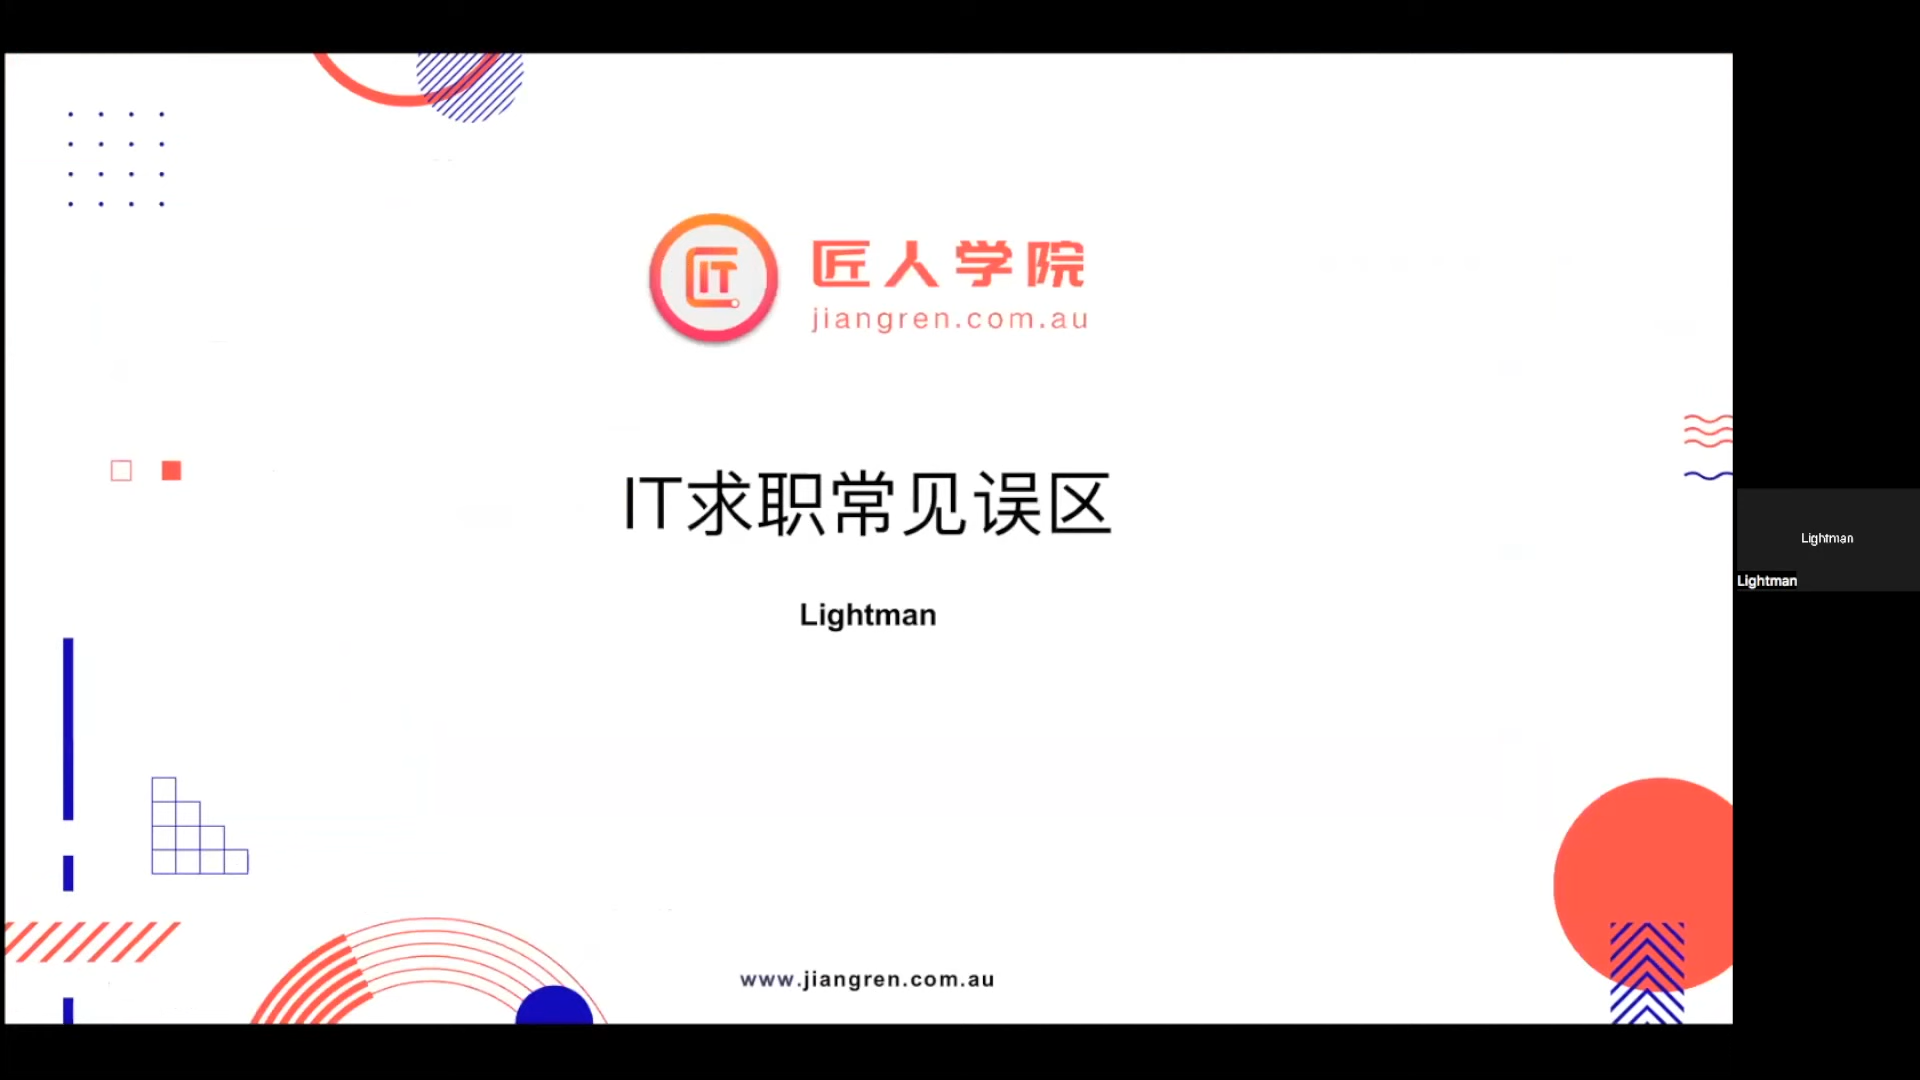 IT
匠人学院
jiangren.com.au
IT求职常见误区
Lightman
www.jiangren.com.au
Lightman
Lightman